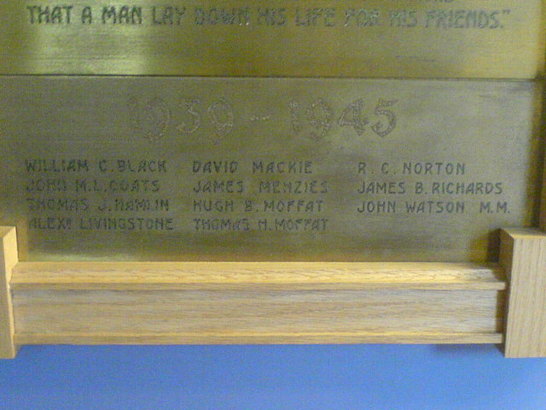 THAT A MAN LAY DOWN HIS LIFE FOR HIS FRIENDS."
1939 - 1945
WILLIAM C. BLACK DAVID MACKIE R. C. NORTON
JOHN M.L. COATS JAMES MENZIES JAMES B. RICHARDS
THOMAS J. HAMLIN HUGH B. MOFFAT JOHN WATSON M.M.
ALEXR LIVINGSTONE THOMAS H. MOFFAT